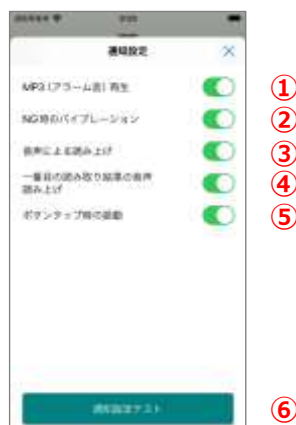 通知設定
MP3(アラーム音)再生
①
NG時のバイブレーション
②
音声による読み上げ
③
一番目の読み取り結果の音声
読み上げ
④
ボタンタップ時の振動
⑤
通知設定テスト
⑥